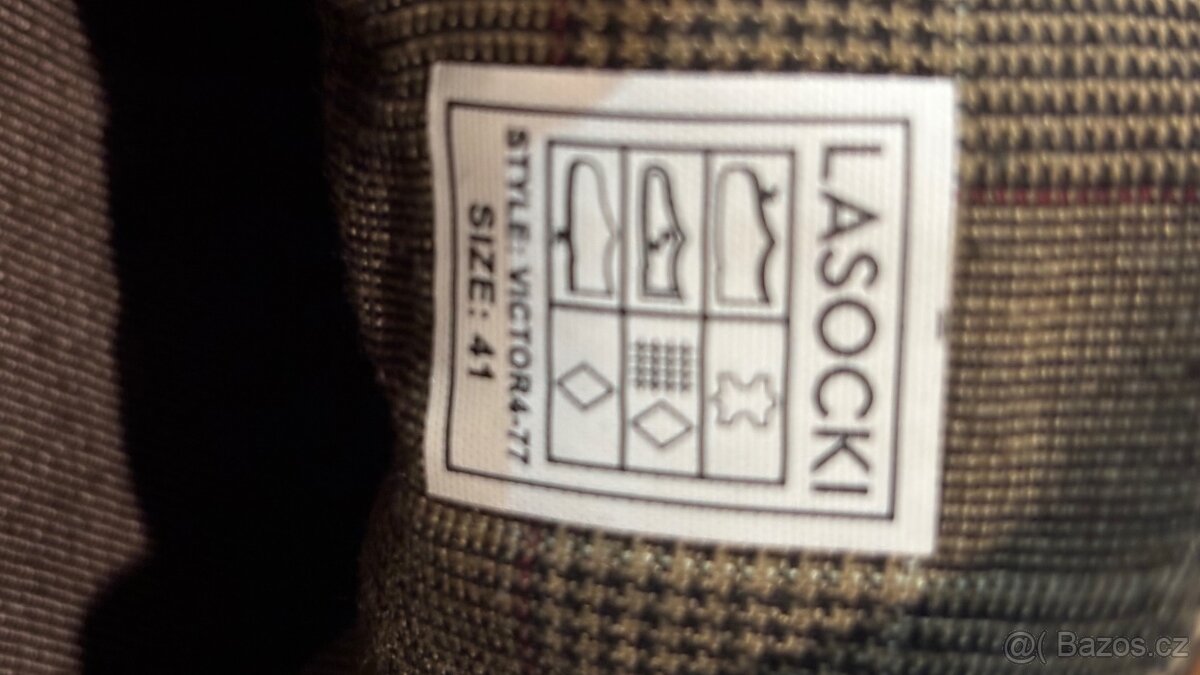 LASOCKI
STYLE: VICTOR4-77
SIZE: 41
@( Bazos.cz